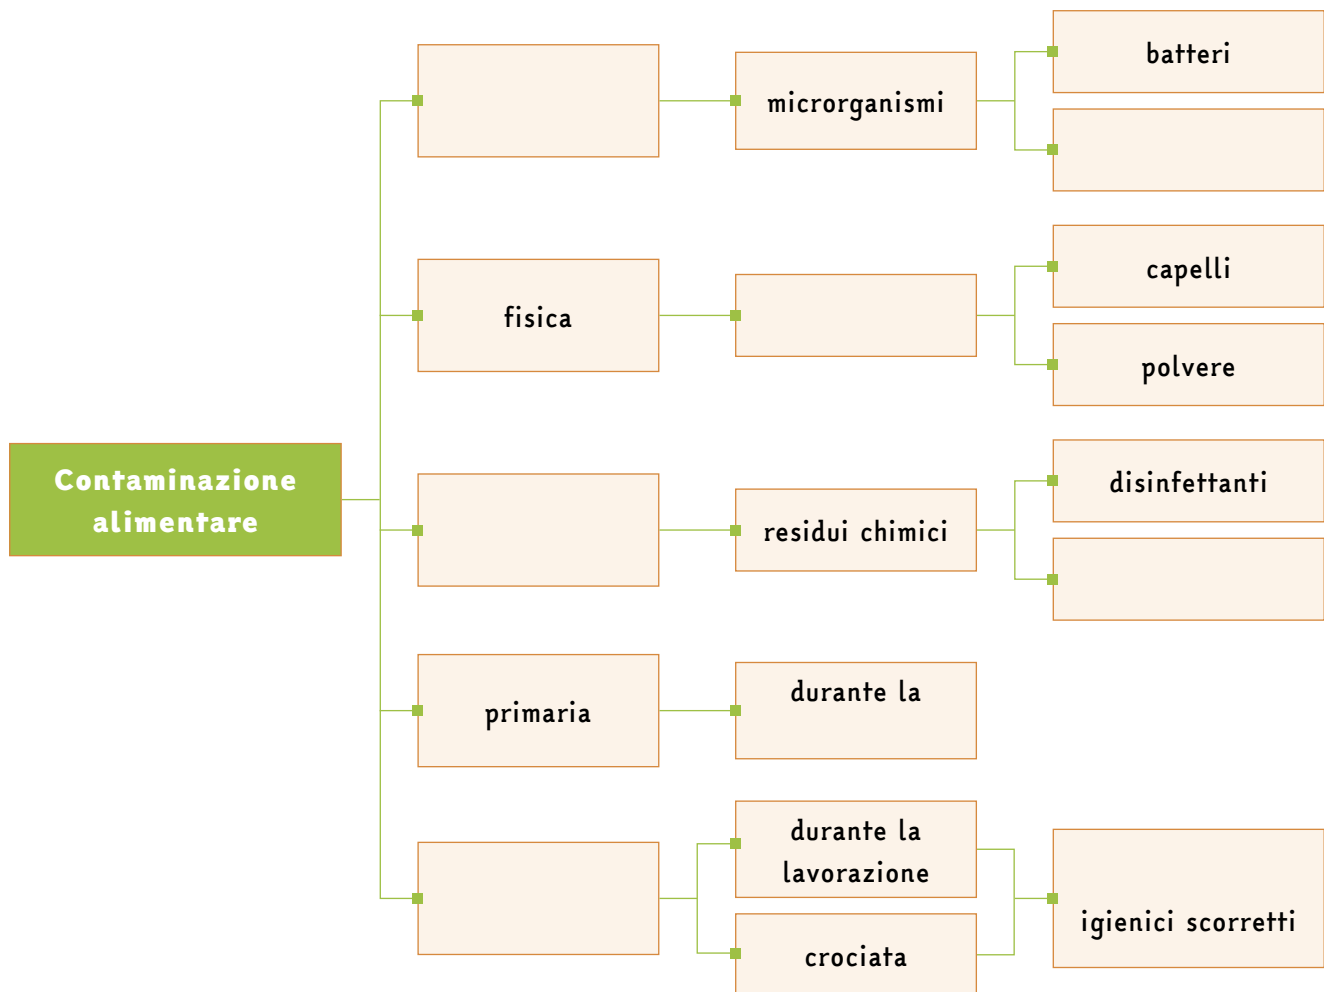 Contaminazione
alimentare
microrganismi
batteri
fisica
capelli
polvere
residui chimici
disinfettanti
primaria
durante la
durante la
lavorazione
crociata
igienici scorretti